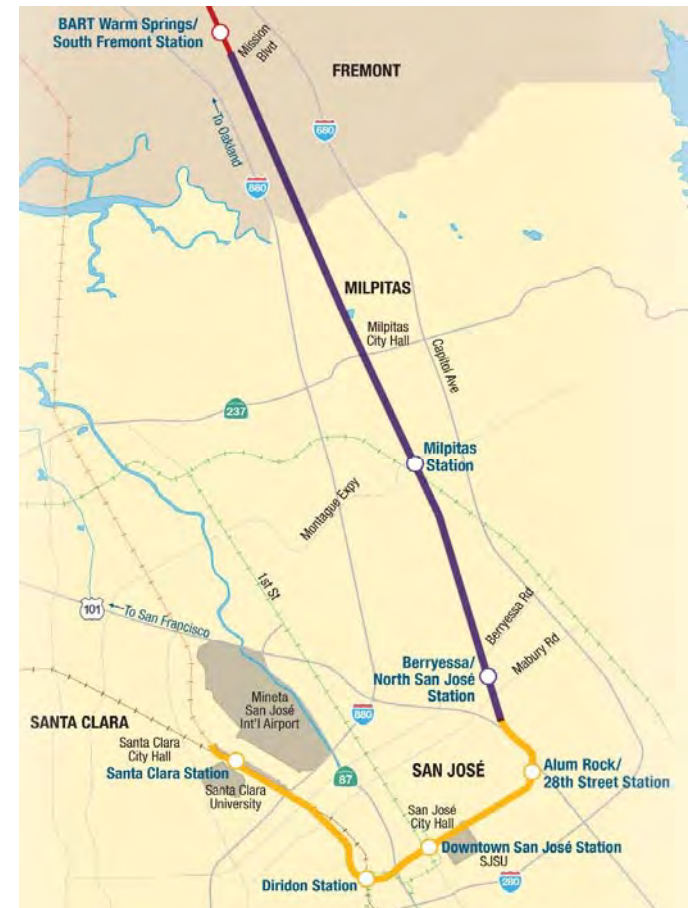 BART Warm Springs/
South Fremont Station
Mission
Blvd
FREMONT
680
←To Oakland
880
MILPITAS
Milpitas
City Hall
Capitol Ave
237
Milpitas
Station
Montague Expy
1st St
101
←To San Francisco
Berryessa Rd
Mabury Rd
Berryessa/
North San José
Station
Mineta
San José
Int'l Airport
880
SANTA CLARA
Santa Clara
City Hall
Santa Clara Station
Santa Clara
University
87
SAN JOSÉ
Alum Rock/
28th Street Station
San José
City Hall
Downtown San José Station
SJSU
Diridon Station
280